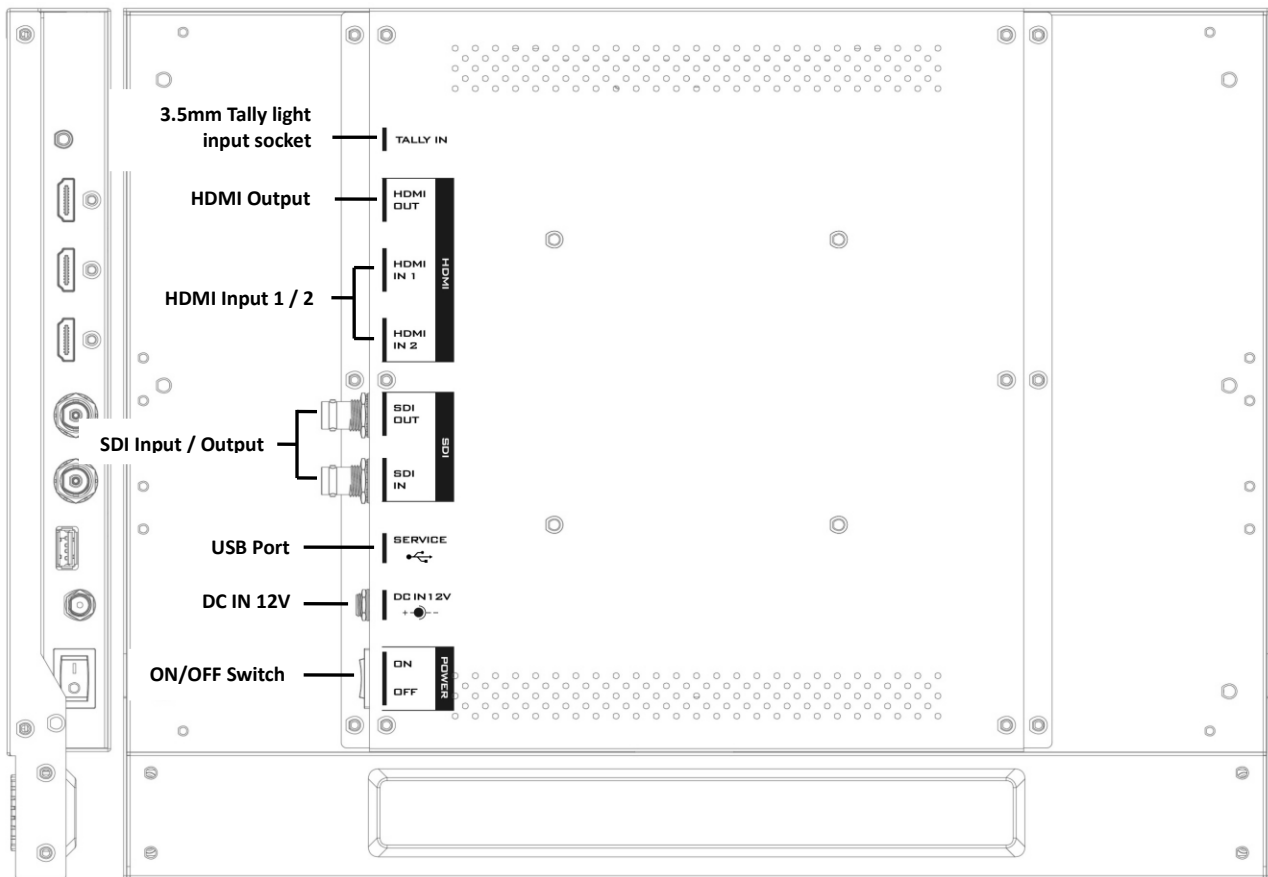 3.5mm Tally light
input socket
TALLY IN
HDMI Output
HDMI
OUT
HDMI Input 1 / 2
HDMI
IN 1
HDMI
IN 2
HDMI
SDI Input / Output
SDI
OUT
SDI
IN
SDI
USB Port
SERVICE
DC IN 12V
DC IN 12V
+ -
ON/OFF Switch
ON
OFF
POWER